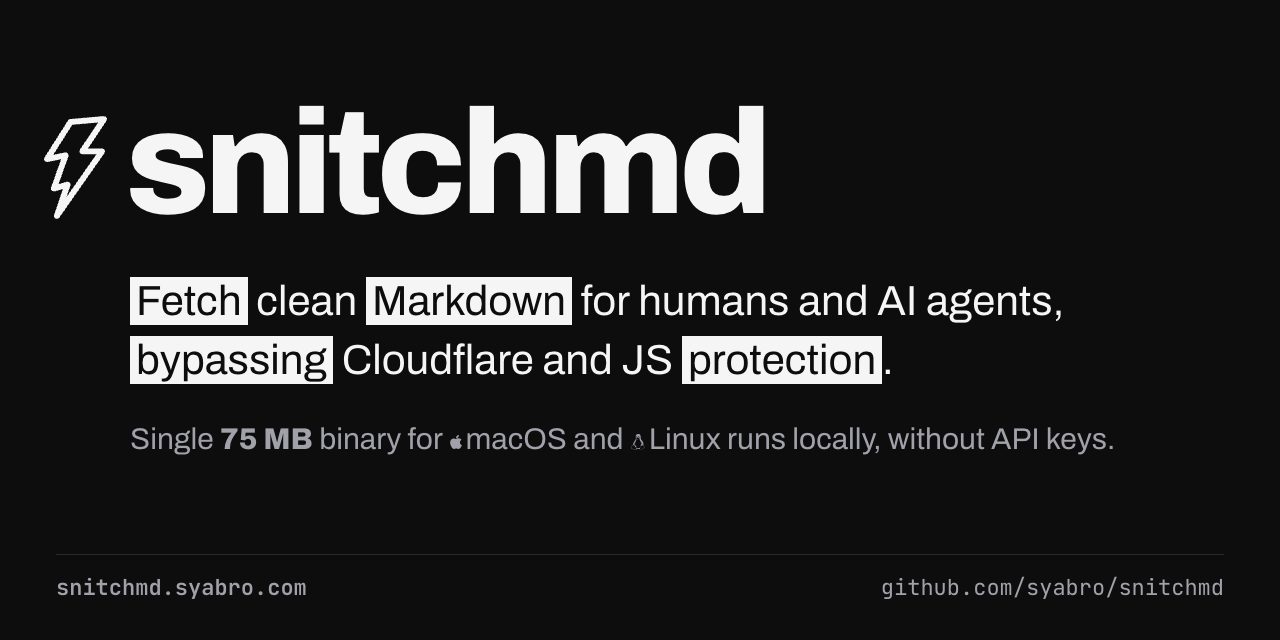 snitchmd
Fetch clean Markdown for humans and AI agents,
bypassing Cloudflare and JS protection.
Single 75 MB binary for macOS and Linux runs locally, without API keys.
snitchmd.syabro.com
github.com/syabro/snitchmd